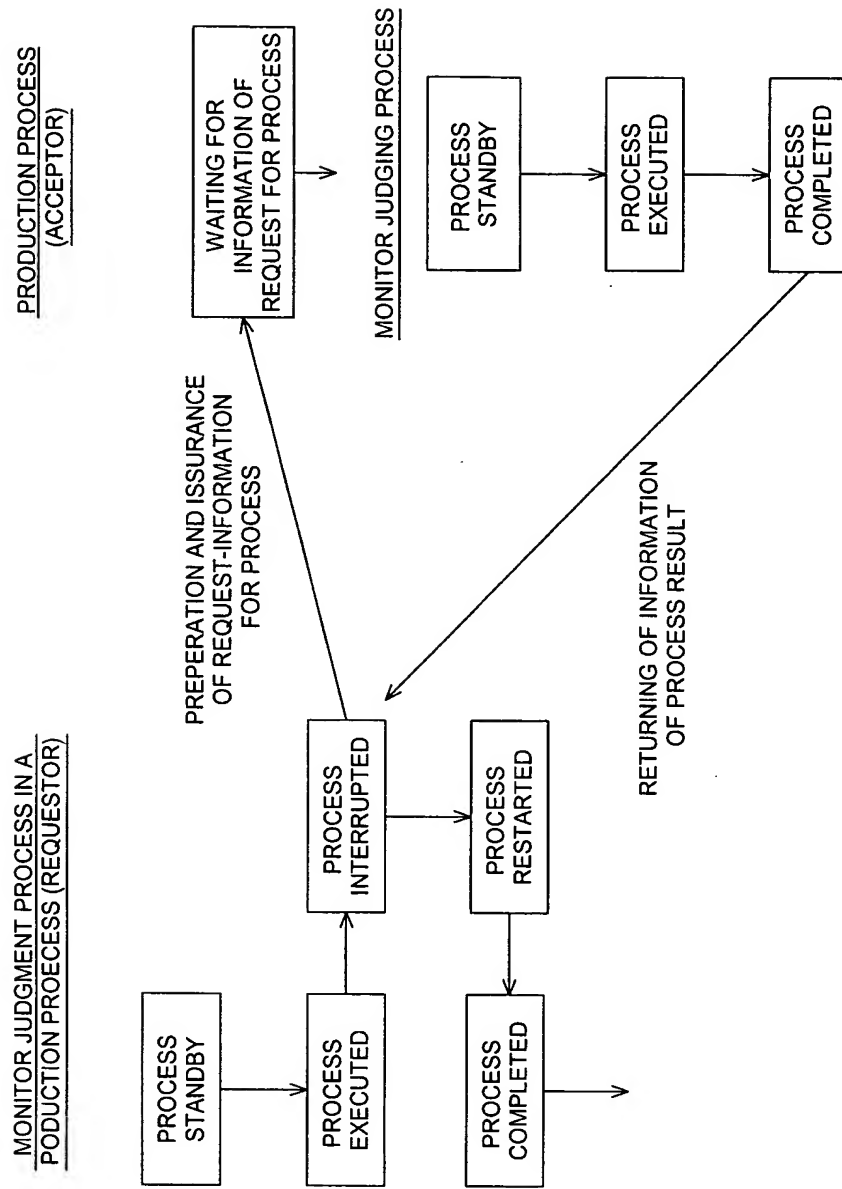 MONITOR JUDGMENT PROCESS IN A
PODUCTION PROECESS (REQUESTOR)
PROCESS
STANDBY
PROCESS
EXECUTED
PROCESS
INTERRUPTED
PROCESS
RESTARTED
PROCESS
COMPLETED
PREPERATION AND ISSURANCE
OF REQUEST-INFORMATION
FOR PROCESS
RETURNING OF INFORMATION
OF PROCESS RESULT
PRODUCTION PROCESS
(ACCEPTOR)
WAITING FOR
INFORMATION OF
REQUEST FOR PROCESS
MONITOR JUDGING PROCESS
PROCESS
STANDBY
PROCESS
EXECUTED
PROCESS
COMPLETED